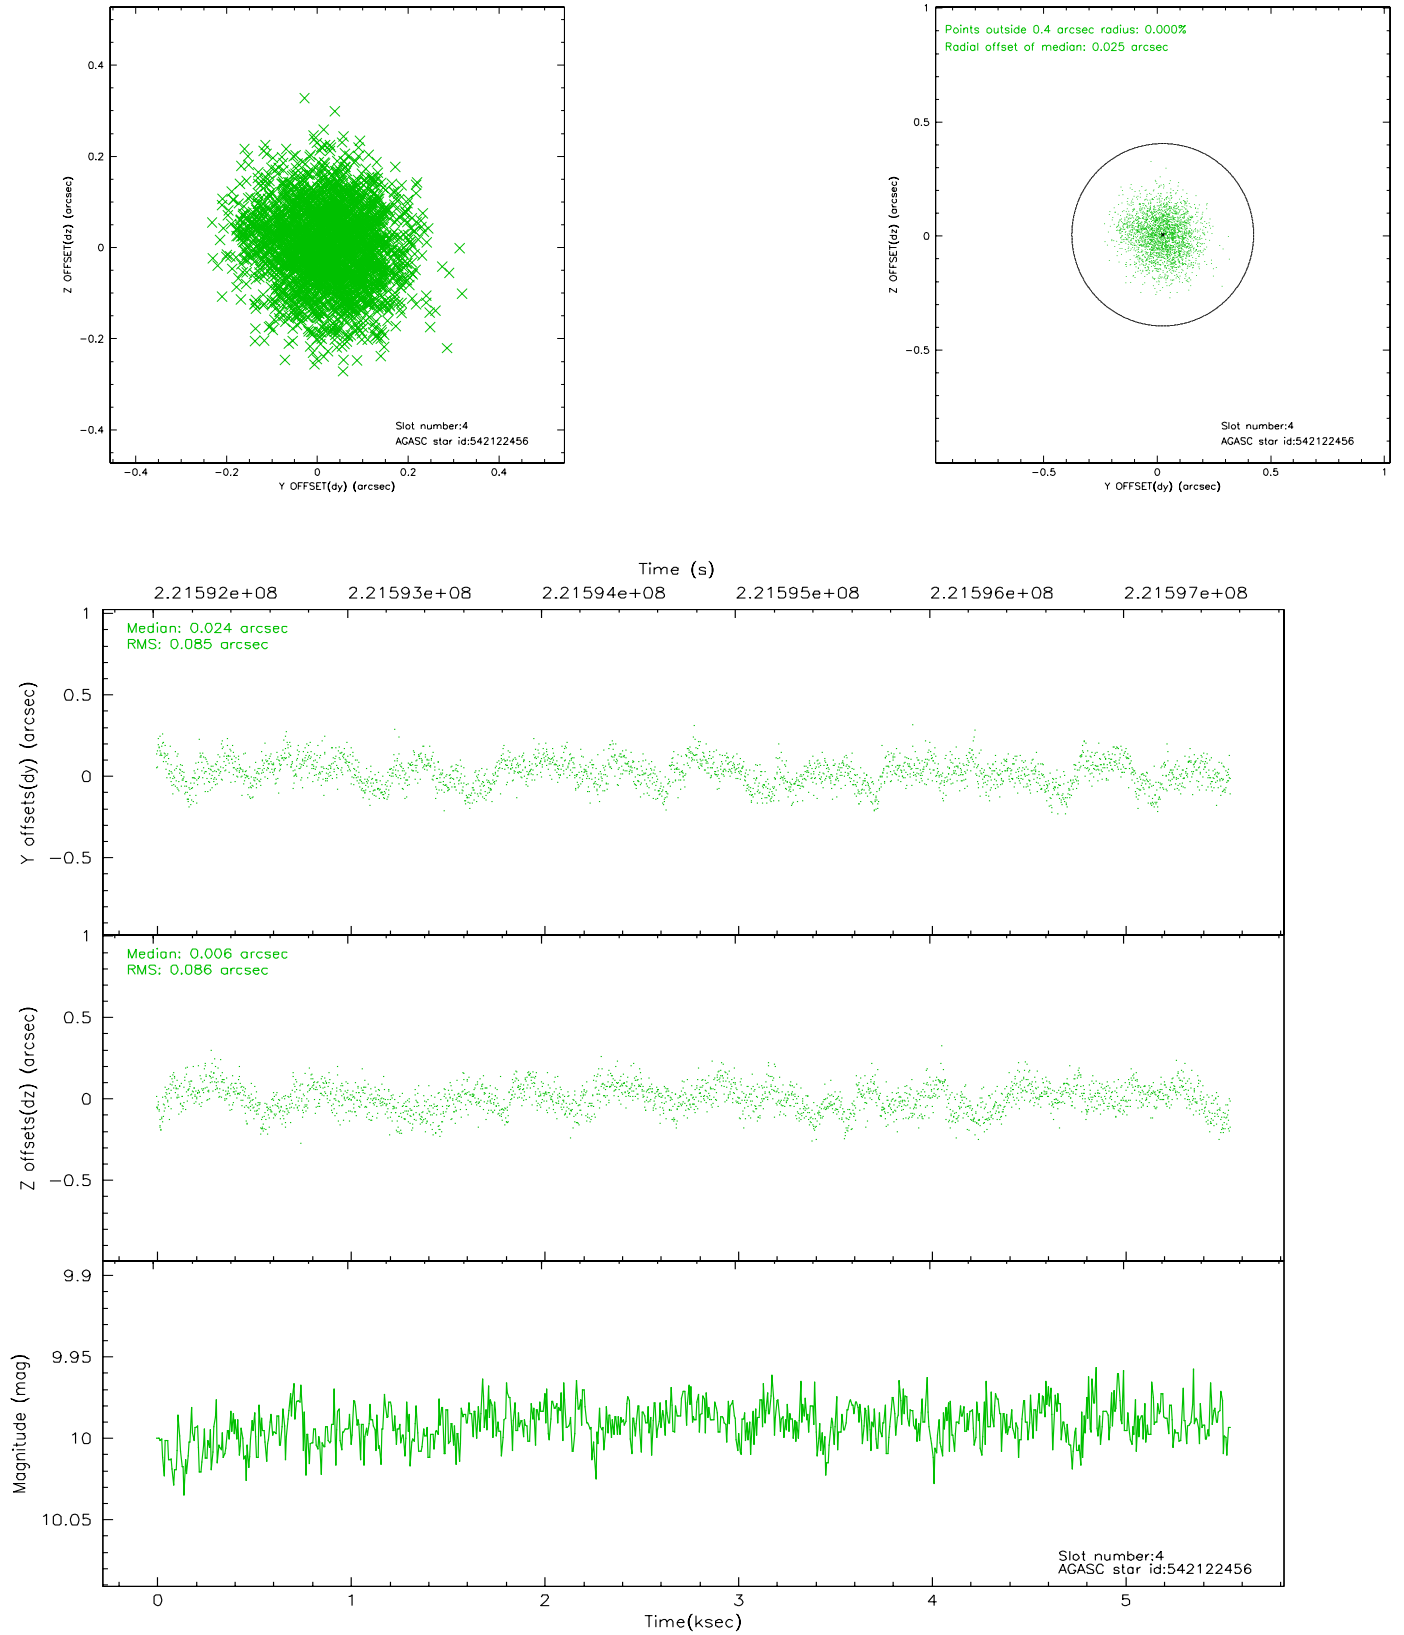 0.4
0.2
0
−0.2
−0.4
Z OFFSET(dz) (arcsec)
−0.4 −0.2 0 0.2 0.4
Y OFFSET(dy) (arcsec)
Slot number:4
AGASC star id:542122456
Points outside 0.4 arcsec radius: 0.000%
Radial offset of median: 0.025 arcsec
1
0.5
0
−0.5
Z OFFSET(dz) (arcsec)
−0.5 0 0.5 1
Y OFFSET(dy) (arcsec)
Slot number:4
AGASC star id:542122456
Time (s)
2.21592e+08 2.21593e+08 2.21594e+08 2.21595e+08 2.21596e+08 2.21597e+08
Median: 0.024 arcsec
RMS: 0.085 arcsec
1
0.5
0
−0.5
Y offsets(dy) (arcsec)
Median: 0.006 arcsec
RMS: 0.086 arcsec
1
0.5
0
−0.5
Z offsets(dz) (arcsec)
9.9
9.95
10
10.05
Magnitude (mag)
Slot number:4
AGASC star id:542122456
0 1 2 3 4 5
Time(ksec)